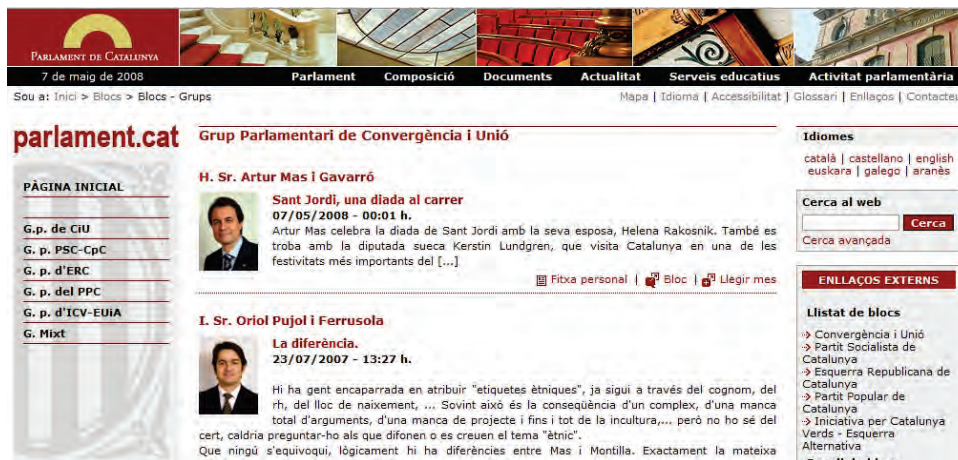 PARLAMENT DE CATALUNYA
7 de maig de 2008
Parlament Composició Documents Actualitat Serveis educatius Activitat parlamentària
Sou a: Inici > Blocs > Blocs - Grups
Mapa | Idioma | Accessibilitat | Glossari | Enllaços | Contacteu
parlament.cat
PÀGINA INICIAL
G.p. de CiU
G. p. PSC-CpC
G. p. d'ERC
G. p. del PPC
G. p. d'ICV-EUiA
G. Mixt
Grup Parlamentari de Convergència i Unió
H. Sr. Artur Mas i Gavarró
Sant Jordi, una diada al carrer
07/05/2008 - 00:01 h.
Artur Mas celebra la diada de Sant Jordi amb la seva esposa, Helena Rakosnik. També es
troba amb la diputada sueca Kerstin Lundgren, que visita Catalunya en una de les
festivitats més importants del [...]
Fitxa personal | Bloc | Llegir mes
I. Sr. Oriol Pujol i Ferrusola
La diferència.
23/07/2007 - 13:27 h.
Hi ha gent encaparrada en atribuir "etiquetes ètniques", ja sigui a través del cognom, del
rh, del lloc de naixement, ... Sovint això és la conseqüència d'un complex, d'una manca
total d'arguments, d'una manca de projecte i fins i tot de la incultura,... però no ho sé del
cert, caldria preguntar-ho als que difonen o es creuen el tema "ètnic".
Que ningú s'equivoqui, lògicament hi ha diferències entre Mas i Montilla. Exactament la mateixa
Idiomes
català | castellano | english
euskara | galego | aranès
Cerca al web
Cerca
Cerca avançada
ENLLAÇOS EXTERNS
Llistat de blocs
Convergència i Unió
Partit Socialista de
Catalunya
Esquerra Republicana de
Catalunya
Partit Popular de
Catalunya
Iniciativa per Catalunya
Verds - Esquerra
Alternativa